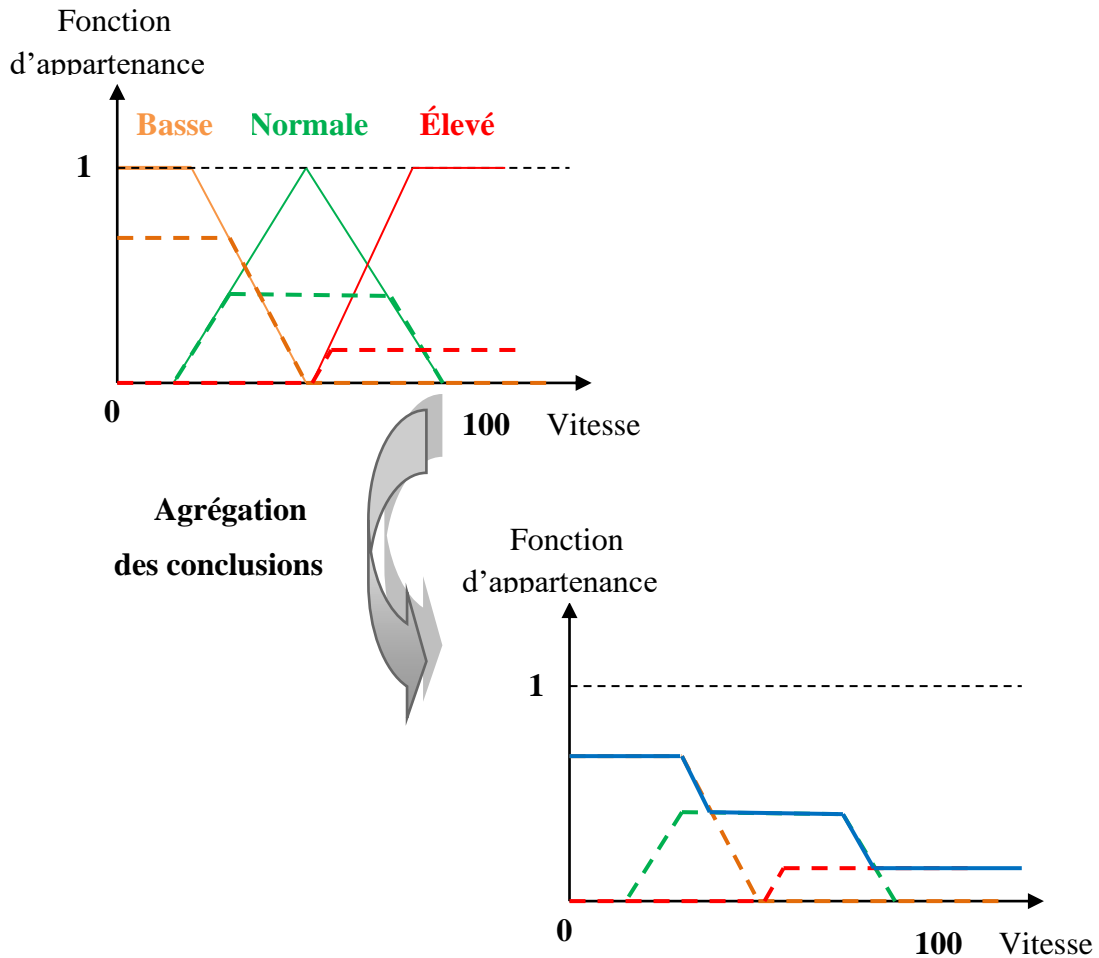 Fonction
d’appartenance
Basse Normale Élevé
1
0
100 Vitesse
Agrégation
des conclusions
Fonction
d’appartenance
1
0
100 Vitesse